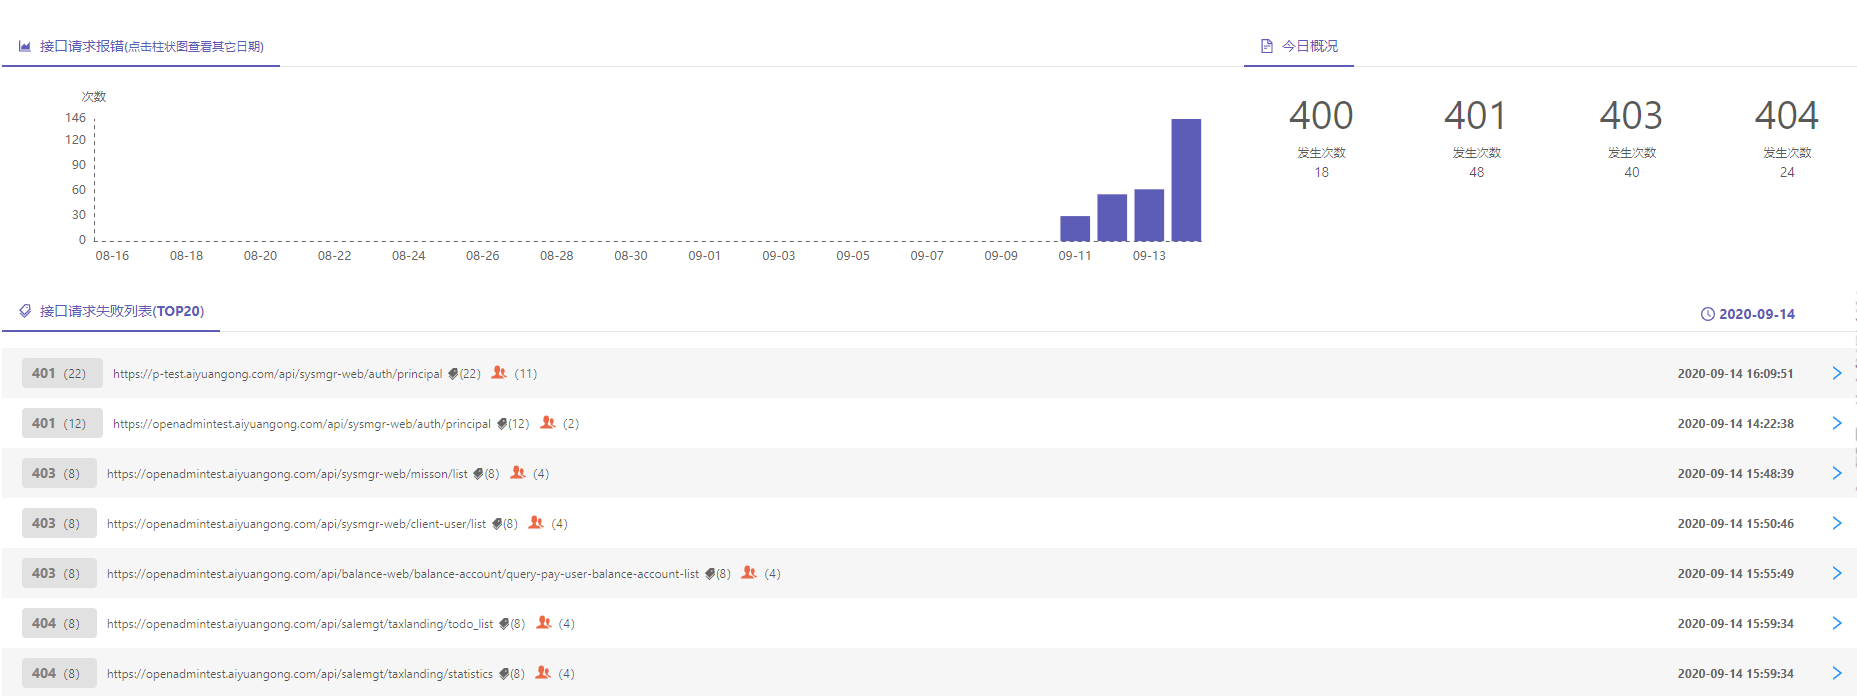 接口请求报错(点击柱状图查看其它日期)
今日概况
次数
146
120
90
60
30
0
08-16 08-18 08-20 08-22 08-24 08-26 08-28 08-30 09-01 09-03 09-05 09-07 09-09 09-11 09-13
400 401 403 404
发生次数 发生次数 发生次数 发生次数
18 48 40 24
接口请求失败列表(TOP20)
2020-09-14
401 (22) https://p-test.aiyuangong.com/api/sysmgr-web/auth/principal (22) (11) 2020-09-14 16:09:51
401 (12) https://openadmintest.aiyuangong.com/api/sysmgr-web/auth/principal (12) (2) 2020-09-14 14:22:38
403 (8) https://openadmintest.aiyuangong.com/api/sysmgr-web/misson/list (8) (4) 2020-09-14 15:48:39
403 (8) https://openadmintest.aiyuangong.com/api/sysmgr-web/client-user/list (8) (4) 2020-09-14 15:50:46
403 (8) https://openadmintest.aiyuangong.com/api/balance-web/balance-account/query-pay-user-balance-account-list (8) (4) 2020-09-14 15:55:49
404 (8) https://openadmintest.aiyuangong.com/api/salemgt/taxlanding/todo_list (8) (4) 2020-09-14 15:59:34
404 (8) https://openadmintest.aiyuangong.com/api/salemgt/taxlanding/statistics (8) (4) 2020-09-14 15:59:34